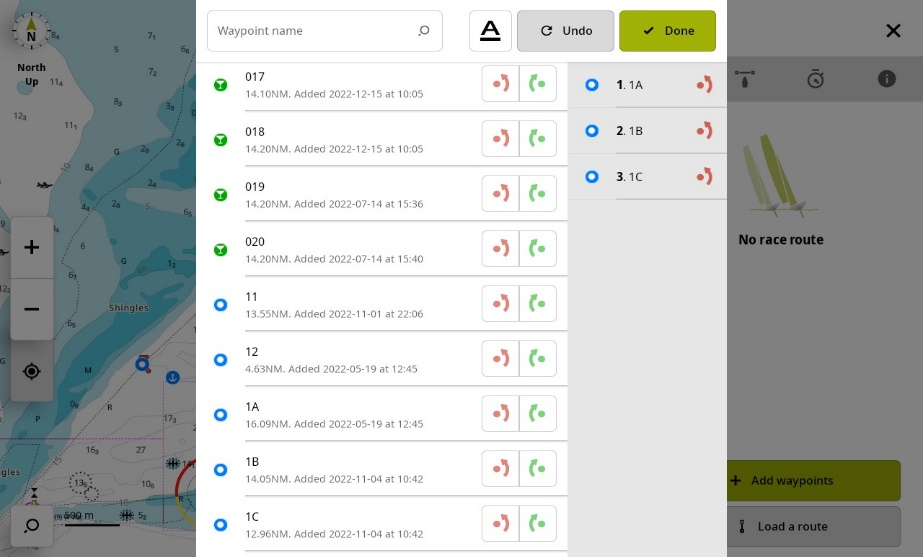 Waypoint name
A
Undo
Done
017
14.10NM. Added 2022-12-15 at 10:05
018
14.20NM. Added 2022-12-15 at 10:05
019
14.20NM. Added 2022-07-14 at 15:36
020
14.20NM. Added 2022-07-14 at 15:40
11
13.55NM. Added 2022-11-01 at 22:06
12
4.63NM. Added 2022-05-19 at 12:45
1A
16.09NM. Added 2022-05-19 at 12:45
1B
14.05NM. Added 2022-11-04 at 10:42
1C
12.96NM. Added 2022-11-04 at 10:42
1. 1A
2. 1B
3. 1C
No race route
Add waypoints
Load a route
N
North
Up
Shingles
gles
590 m